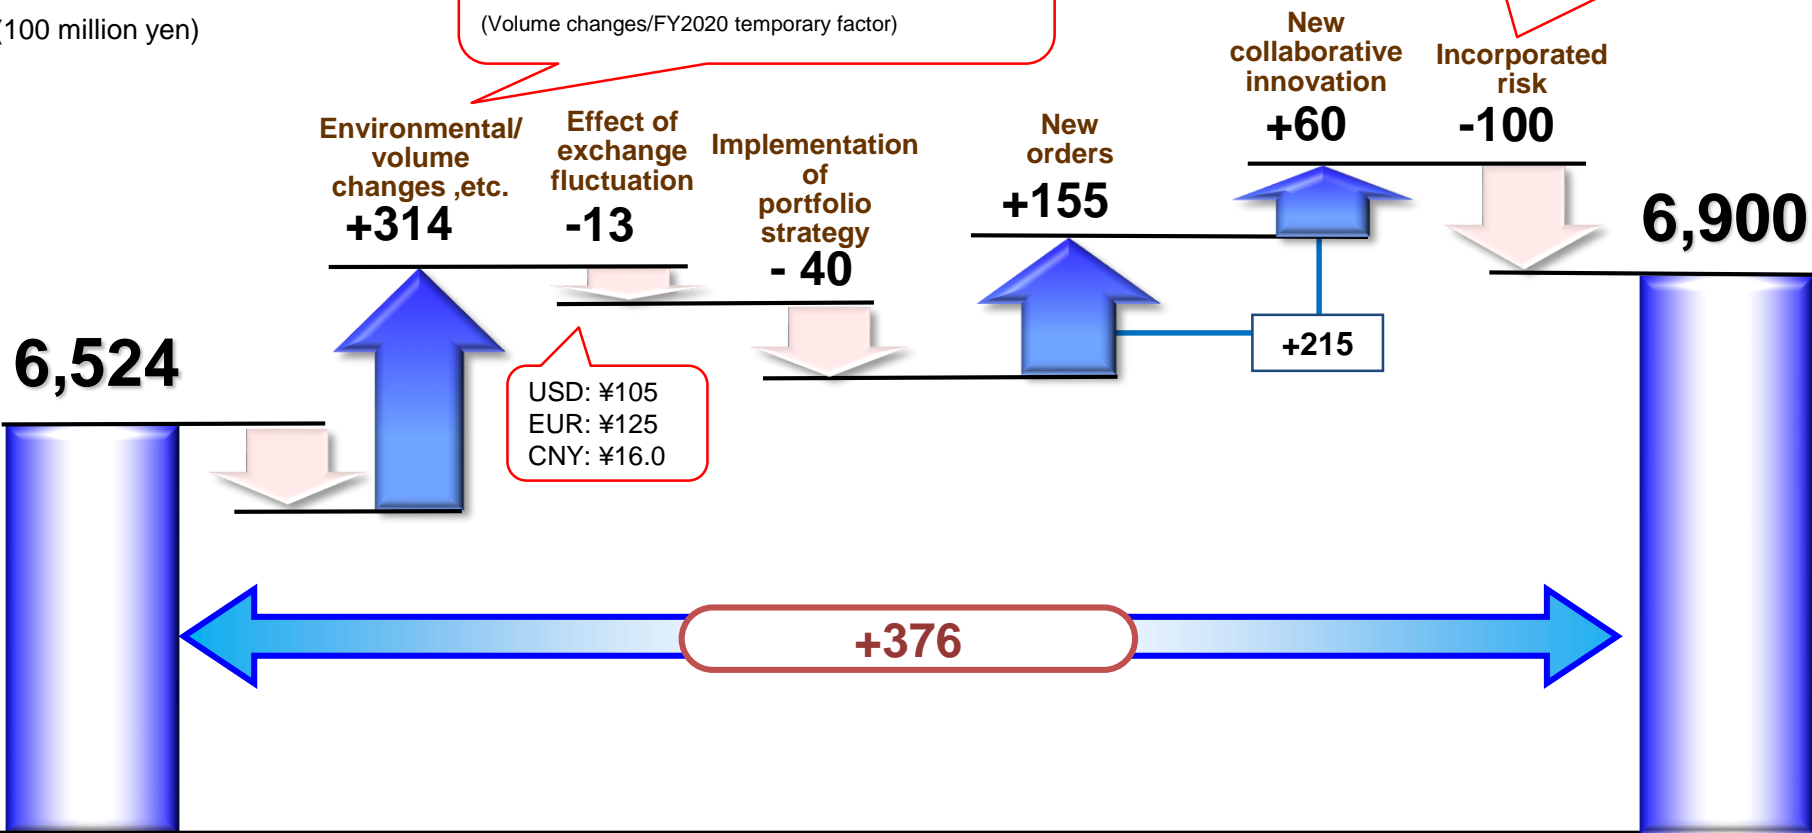 (100 million yen)
(Volume changes/FY2020 temporary factor)
Environmental/
volume
changes ,etc.
+314
Effect of
exchange
fluctuation
-13
Implementation
of
portfolio
strategy
- 40
New
orders
+155
New
collaborative
innovation
+60
Incorporated
risk
-100
6,900
6,524
USD: ¥105
EUR: ¥125
CNY: ¥16.0
+215
+376